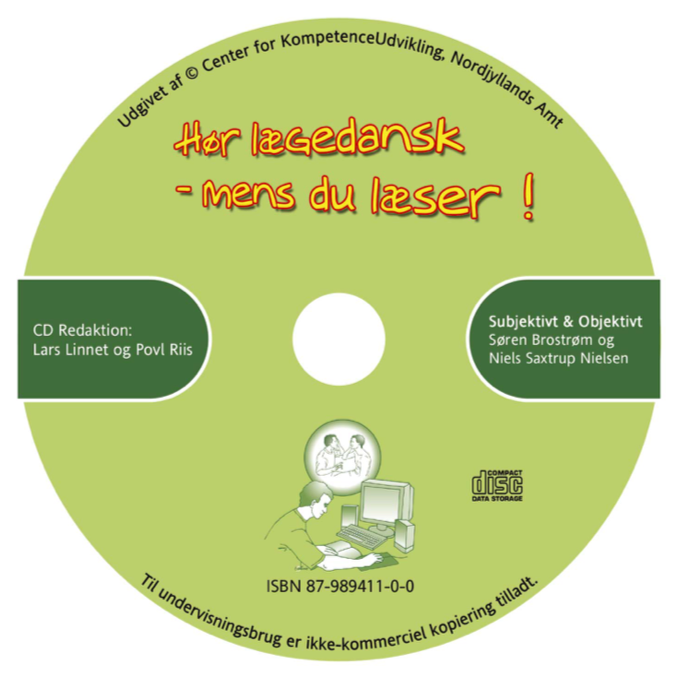 Udgivet af © Center for KompetenceUdvikling, Nordjyllands Amt
Hør lægedansk
- mens du læser !
CD Redaktion:
Lars Linnet og Povl Riis
Subjektivt & Objektivt
Søren Brostrøm og
Niels Saxtrup Nielsen
COMPACT
disc
DATA STORAGE
ISBN 87-989411-0-0
Til undervisningsbrug er ikke-kommerciel kopiering tilladt.